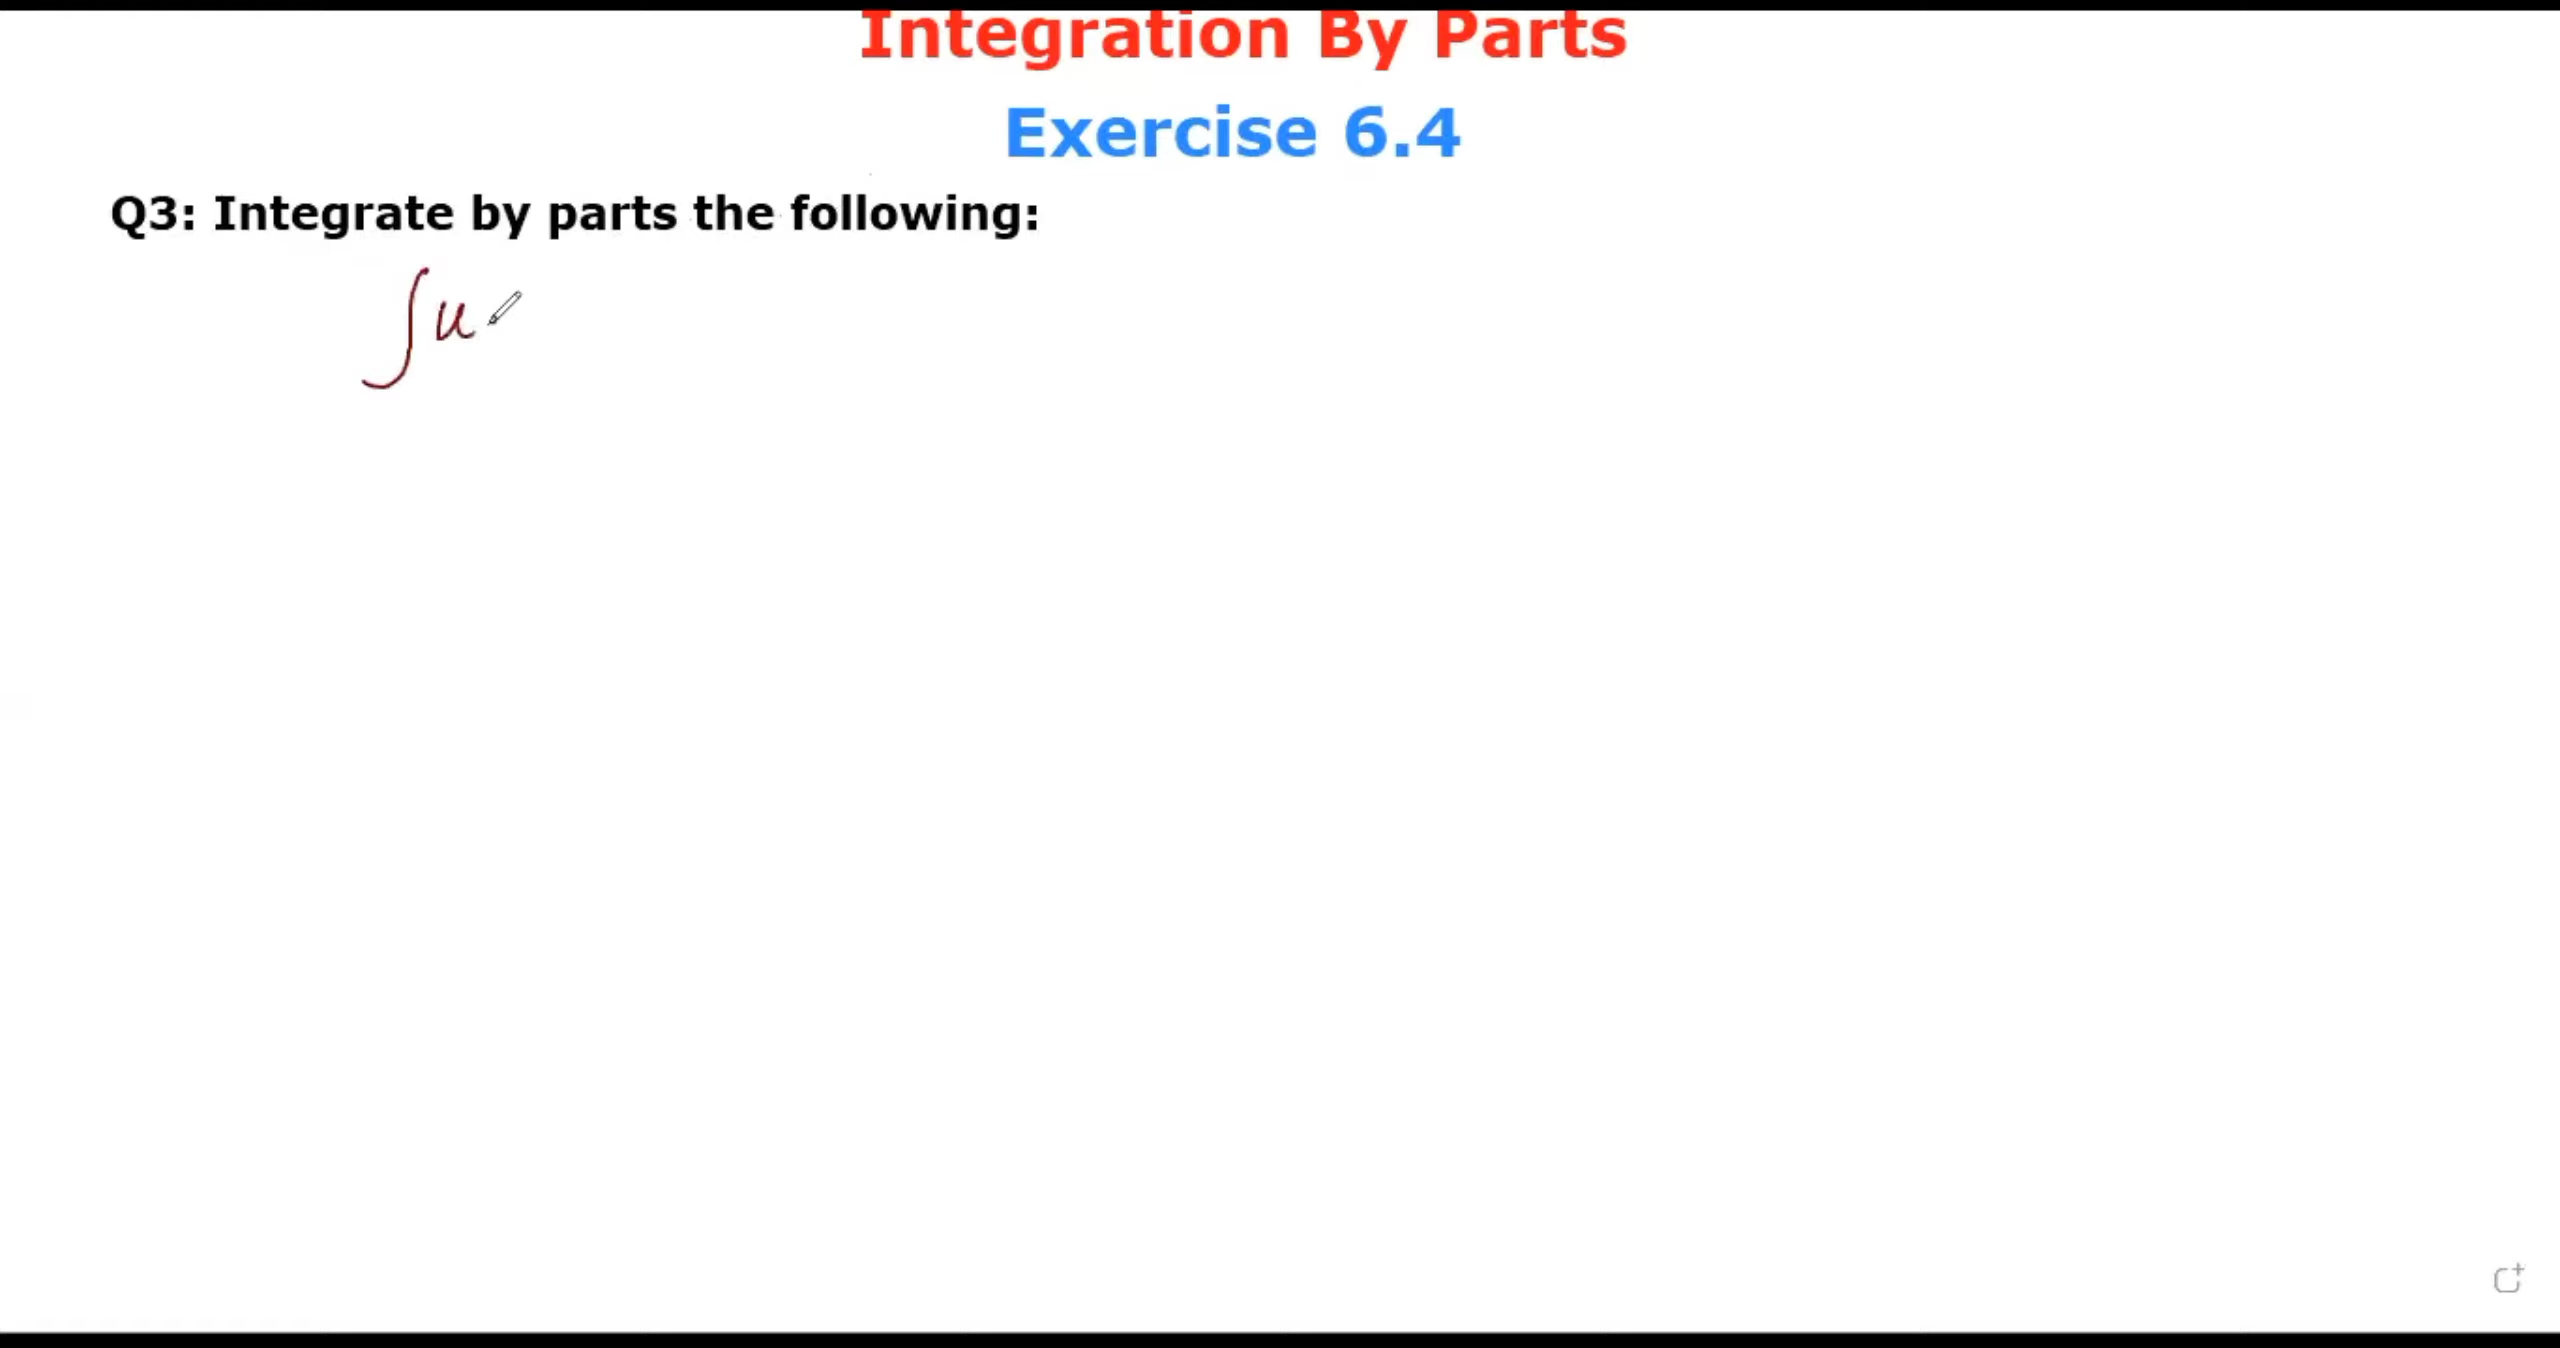 Integration By Parts
Exercise 6.4
Q3: Integrate by parts the following:
∫u